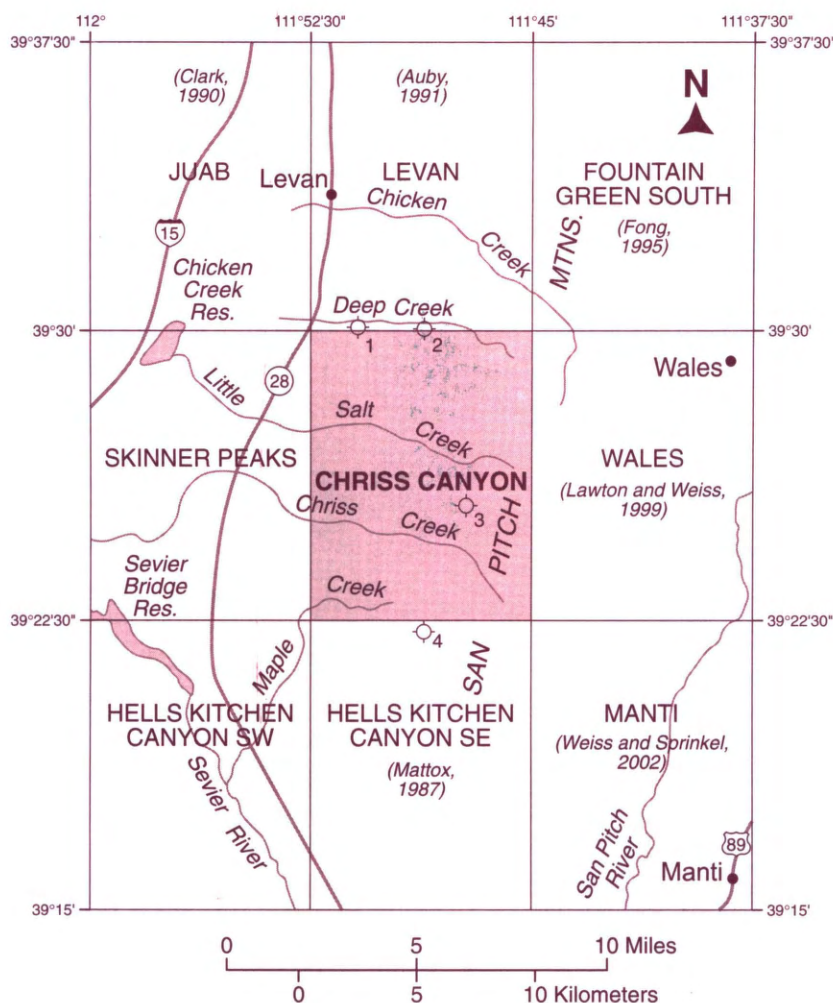 112°
111°52'30"
111°45'
111°37'30"
39°37'30"
39°37'30"
(Clark,
1990)
(Auby,
1991)
N
JUAB
Levan
LEVAN
FOUNTAIN
GREEN SOUTH
(Fong,
1995)
Chicken
Creek
MTNS.
15
Chicken
Creek
Res.
Deep Creek
39°30'
39°30'
1
2
Wales
28
Little
Salt
Creek
SKINNER PEAKS
CHRISS CANYON
WALES
(Lawton and Weiss,
1999)
Chriss
Creek
3
PITCH
Sevier
Bridge
Res.
Creek
39°22'30"
39°22'30"
4
Maple
SAN
HELLS KITCHEN
CANYON SW
HELLS KITCHEN
CANYON SE
(Mattox,
1987)
MANTI
(Weiss and Sprinkel,
2002)
Sevier
River
San Pitch
River
89
Manti
39°15'
39°15'
0 5 10 Miles
0 5 10 Kilometers